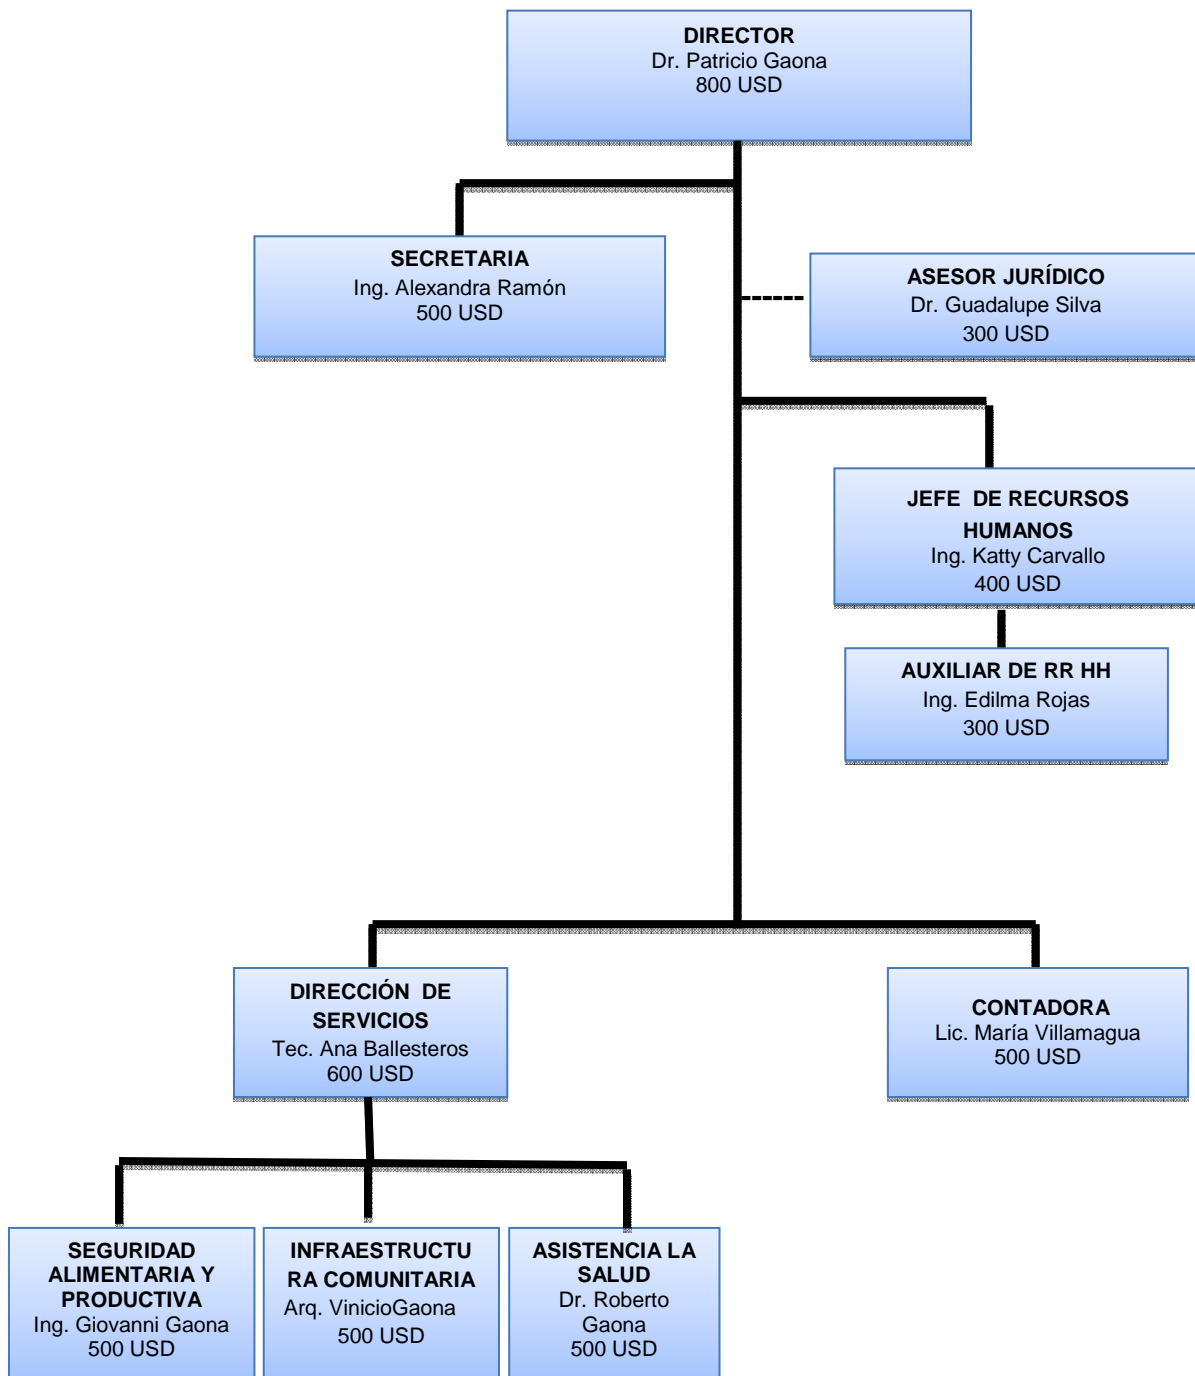 DIRECTOR
Dr. Patricio Gaona
800 USD
SECRETARIA
Ing. Alexandra Ramón
500 USD
ASESOR JURÍDICO
Dr. Guadalupe Silva
300 USD
JEFE DE RECURSOS
HUMANOS
Ing. Katty Carvallo
400 USD
AUXILIAR DE RR HH
Ing. Edilma Rojas
300 USD
DIRECCIÓN DE
SERVICIOS
Tec. Ana Ballesteros
600 USD
CONTADORA
Lic. María Villamagua
500 USD
SEGURIDAD
ALIMENTARIA Y
PRODUCTIVA
Ing. Giovanni Gaona
500 USD
INFRAESTRUCTU
RA COMUNITARIA
Arq. VinicioGaona
500 USD
ASISTENCIA LA
SALUD
Dr. Roberto
Gaona
500 USD